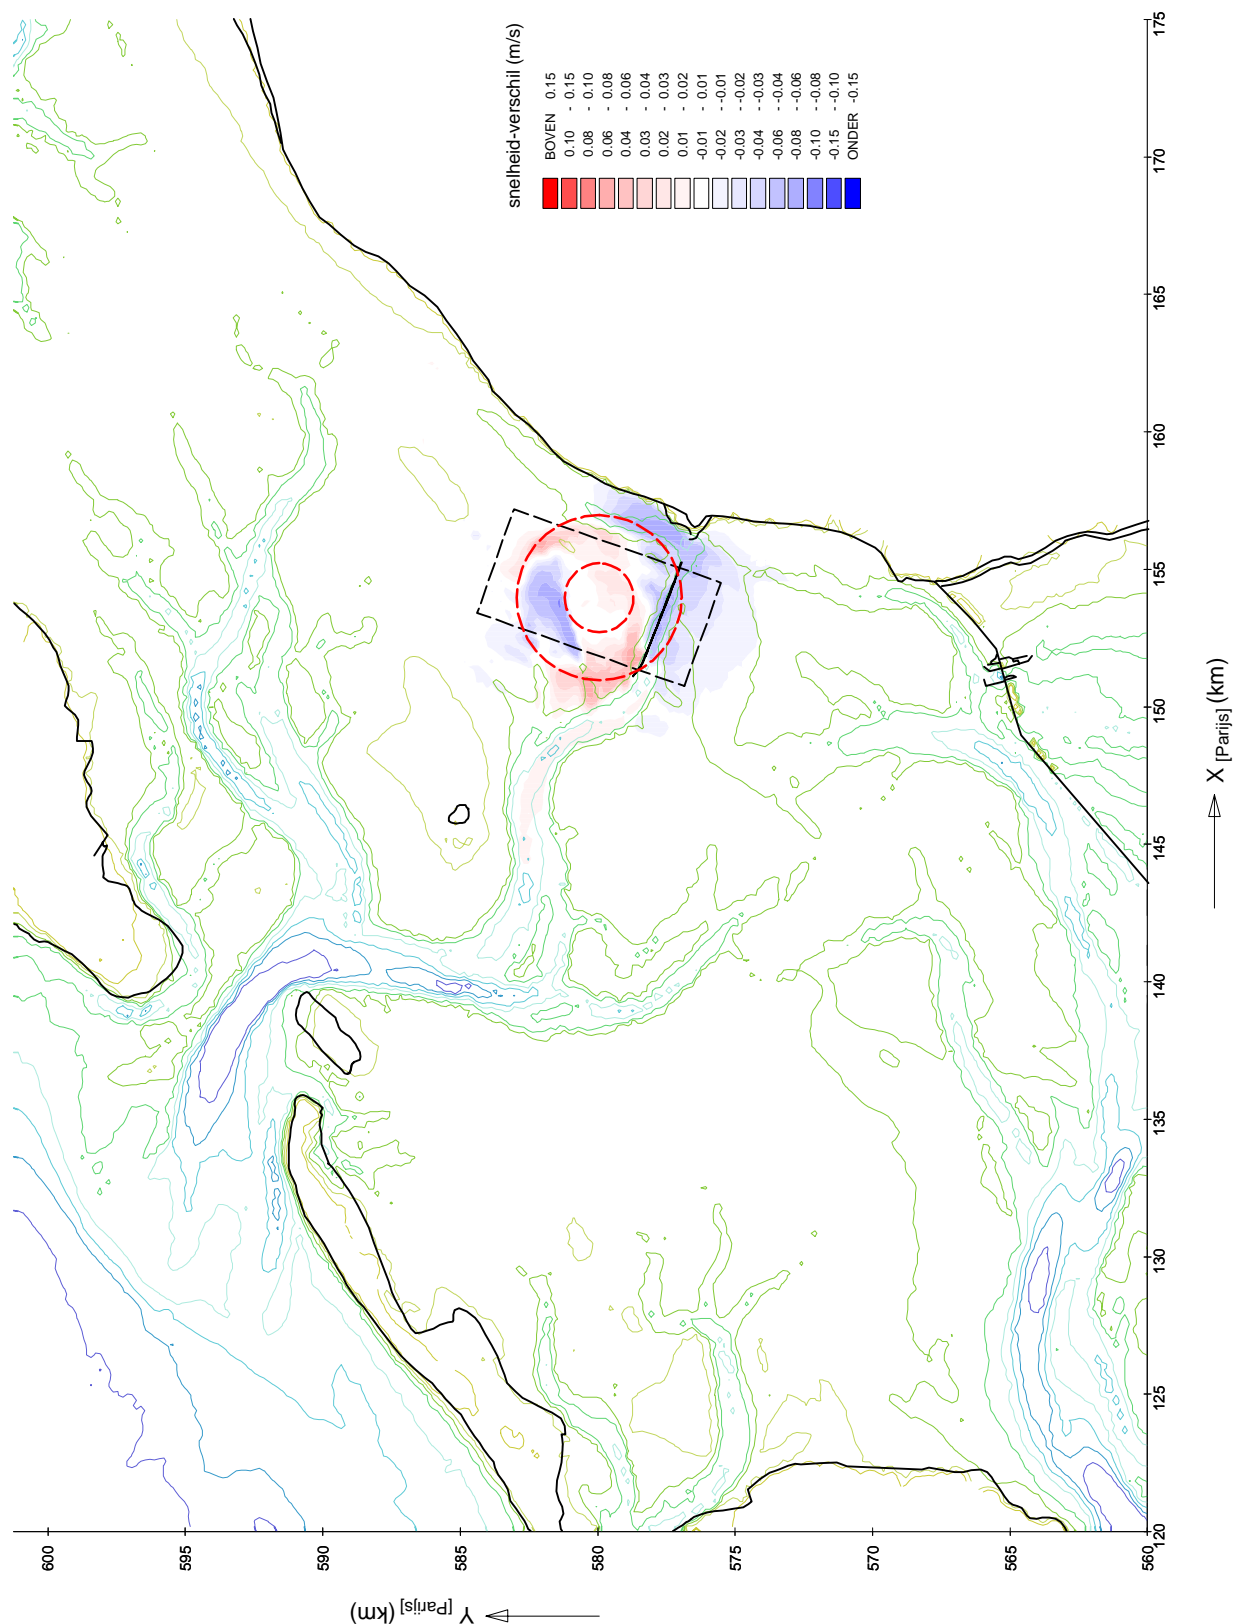 snelheid-verschil (m/s)
BOVEN 0.15
0.10 - 0.15
0.08 - 0.10
0.06 - 0.08
0.04 - 0.06
0.03 - 0.04
0.02 - 0.03
0.01 - 0.02
-0.01 - 0.01
-0.02 - -0.01
-0.03 - -0.02
-0.04 - -0.03
-0.06 - -0.04
-0.08 - -0.06
-0.10 - -0.08
-0.15 - -0.10
ONDER -0.15
600
595
590
585
580
575
570
565
560
Y [Parijs] (km)
120
125
130
135
140
145
150
155
160
165
170
175
X [Parijs] (km)